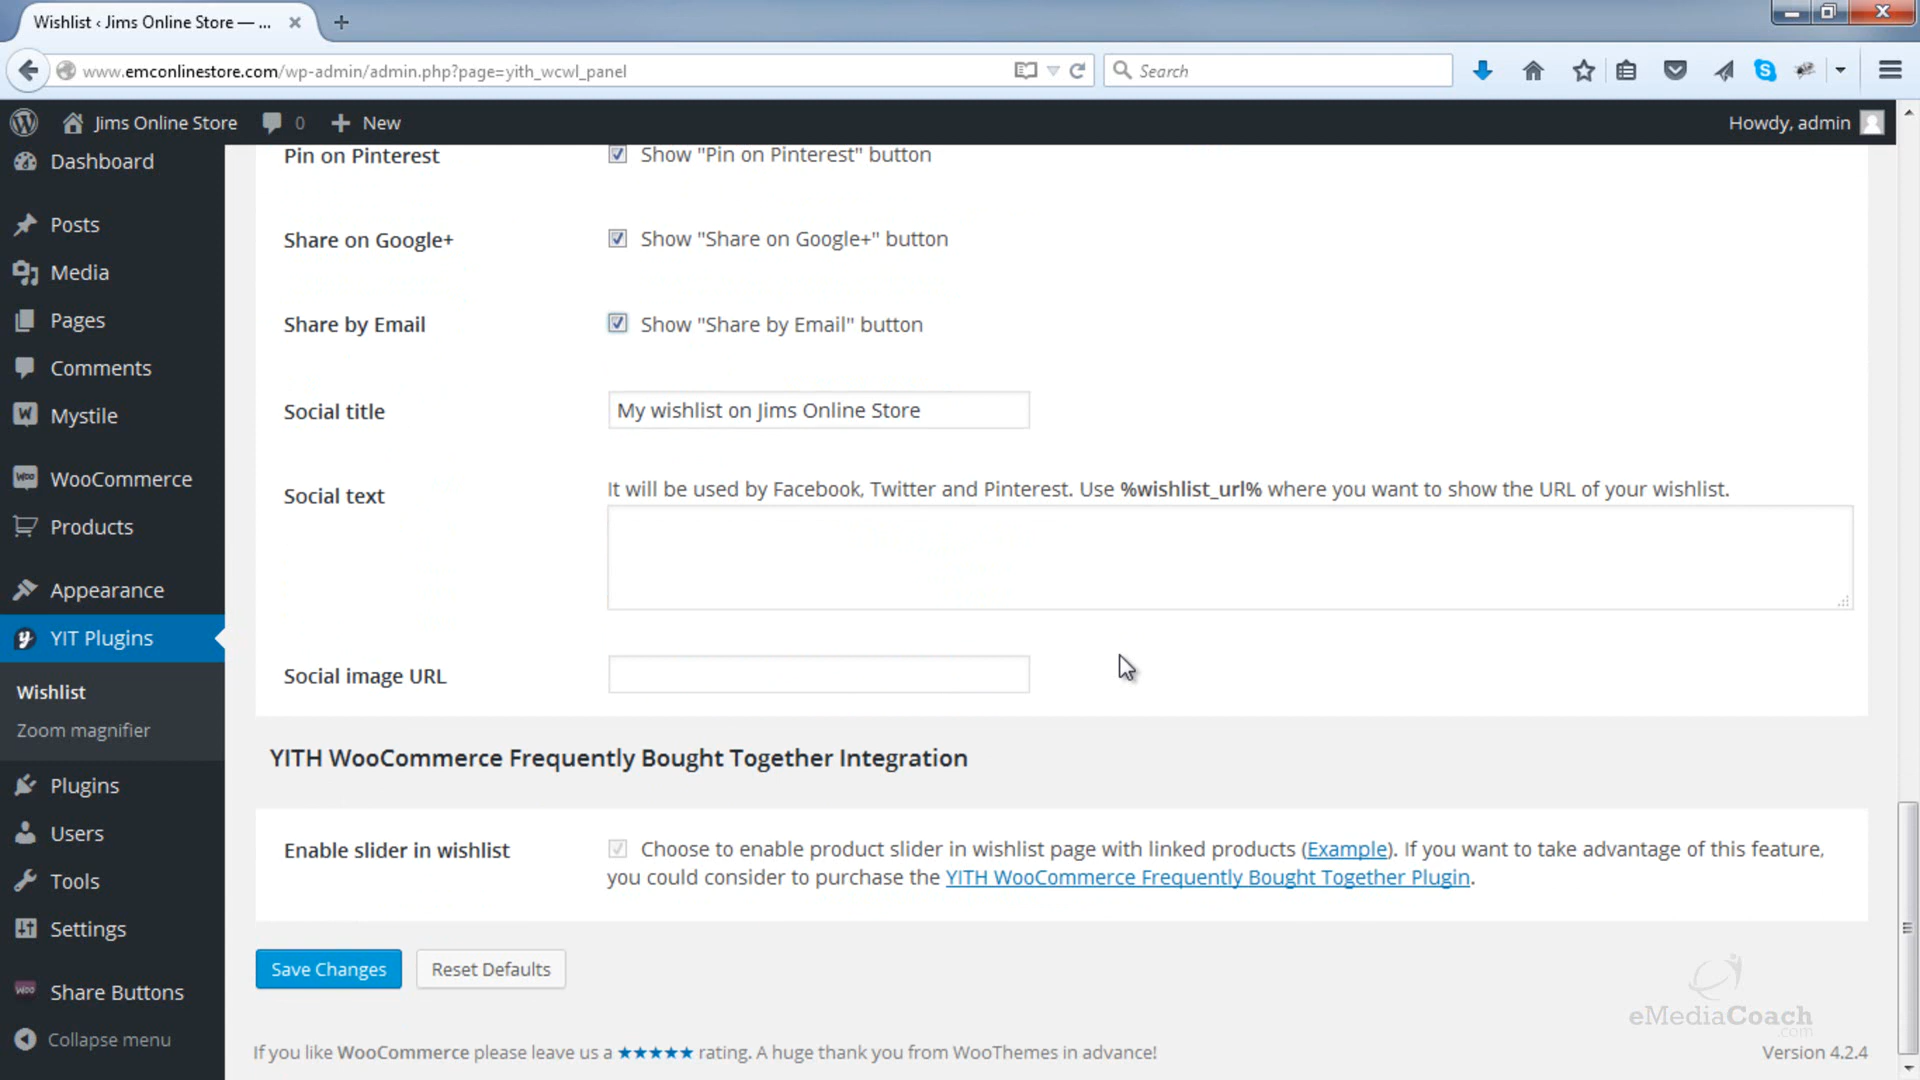 Wishlist ‹ Jims Online Store — ...
www.emconlinestore.com/wp-admin/admin.php?page=yith_wcwl_panel
Search
Jims Online Store
0
New
Howdy, admin
Dashboard
Posts
Media
Pages
Comments
Mystile
WooCommerce
Products
Appearance
YIT Plugins
Wishlist
Zoom magnifier
Plugins
Users
Tools
Settings
Share Buttons
Collapse menu
Pin on Pinterest
Show "Pin on Pinterest" button
Share on Google+
Show "Share on Google+" button
Share by Email
Show "Share by Email" button
Social title
My wishlist on Jims Online Store
Social text
It will be used by Facebook, Twitter and Pinterest. Use %wishlist_url% where you want to show the URL of your wishlist.
Social image URL
YITH WooCommerce Frequently Bought Together Integration
Enable slider in wishlist
Choose to enable product slider in wishlist page with linked products (Example). If you want to take advantage of this feature,
you could consider to purchase the YITH WooCommerce Frequently Bought Together Plugin.
Save Changes
Reset Defaults
eMediaCoach
.com
If you like WooCommerce please leave us a ★★★★★ rating. A huge thank you from WooThemes in advance!
Version 4.2.4